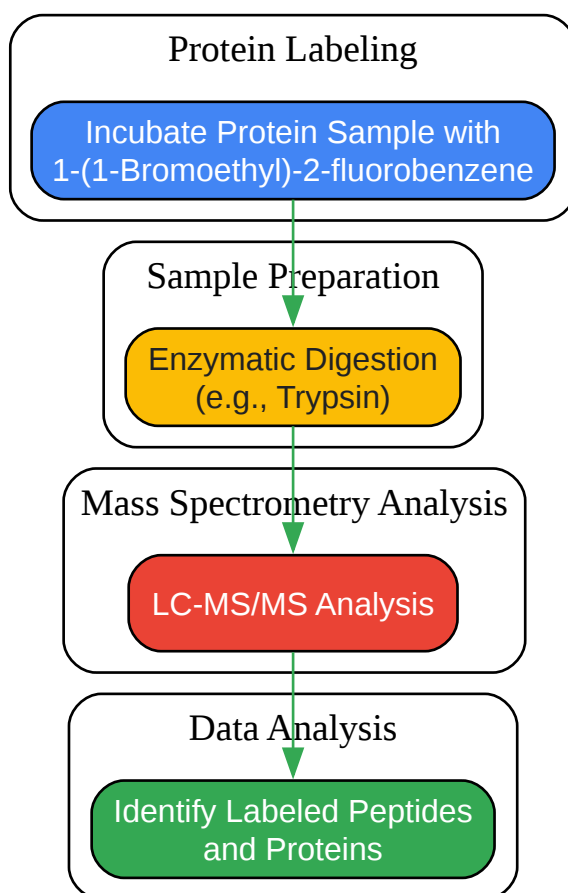 Protein Labeling
Incubate Protein Sample with
1-(1-Bromoethyl)-2-fluorobenzene
Sample Preparation
Enzymatic Digestion
(e.g., Trypsin)
Mass Spectrometry Analysis
LC-MS/MS Analysis
Data Analysis
Identify Labeled Peptides
and Proteins